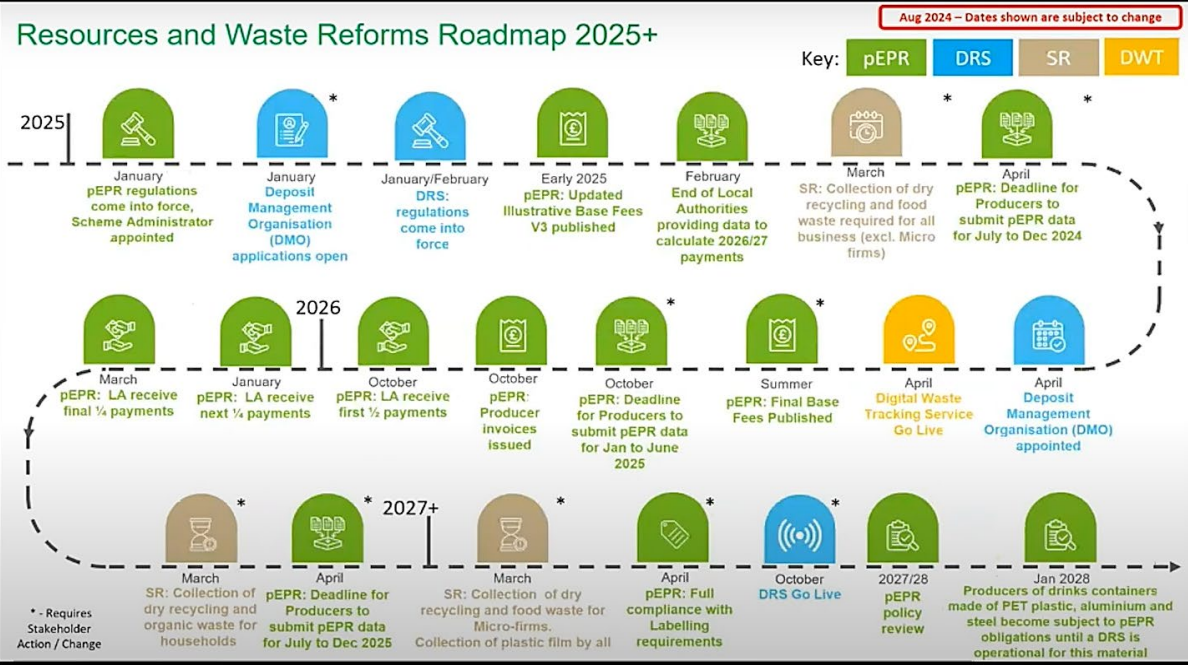 Aug 2024 – Dates shown are subject to change
Resources and Waste Reforms Roadmap 2025+
Key:
pEPR
DRS
SR
DWT
2025
January
pEPR regulations
come into force,
Scheme Administrator
appointed
*
January
Deposit
Management
Organisation
(DMO)
applications open
January/February
DRS:
regulations
come into
force
Early 2025
pEPR: Updated
Illustrative Base Fees
V3 published
February
End of Local
Authorities
providing data to
calculate 2026/27
payments
*
March
SR: Collection of dry
recycling and food
waste required for all
business (excl. Micro
firms)
*
April
pEPR: Deadline for
Producers to
submit pEPR data
for July to Dec 2024
March
pEPR: LA receive
final ¼ payments
January
pEPR: LA receive
next ¼ payments
2026
October
pEPR: LA receive
first ½ payments
October
pEPR:
Producer
invoices
issued
*
October
pEPR: Deadline
for Producers to
submit pEPR data
for Jan to June
2025
*
Summer
pEPR: Final Base
Fees Published
April
Digital Waste
Tracking Service
Go Live
April
Deposit
Management
Organisation (DMO)
appointed
*
March
SR: Collection of
dry recycling and
organic waste for
households
*
April
pEPR: Deadline for
Producers to
submit pEPR data
for July to Dec 2025
2027+
*
March
SR: Collection of dry
recycling and food waste for
Micro-firms.
Collection of plastic film by all
*
April
pEPR: Full
compliance with
Labelling
requirements
*
October
DRS Go Live
2027/28
pEPR
policy
review
Jan 2028
Producers of drinks containers
made of PET plastic, aluminium and
steel become subject to pEPR
obligations until a DRS is
operational for this material
* - Requires
Stakeholder
Action / Change